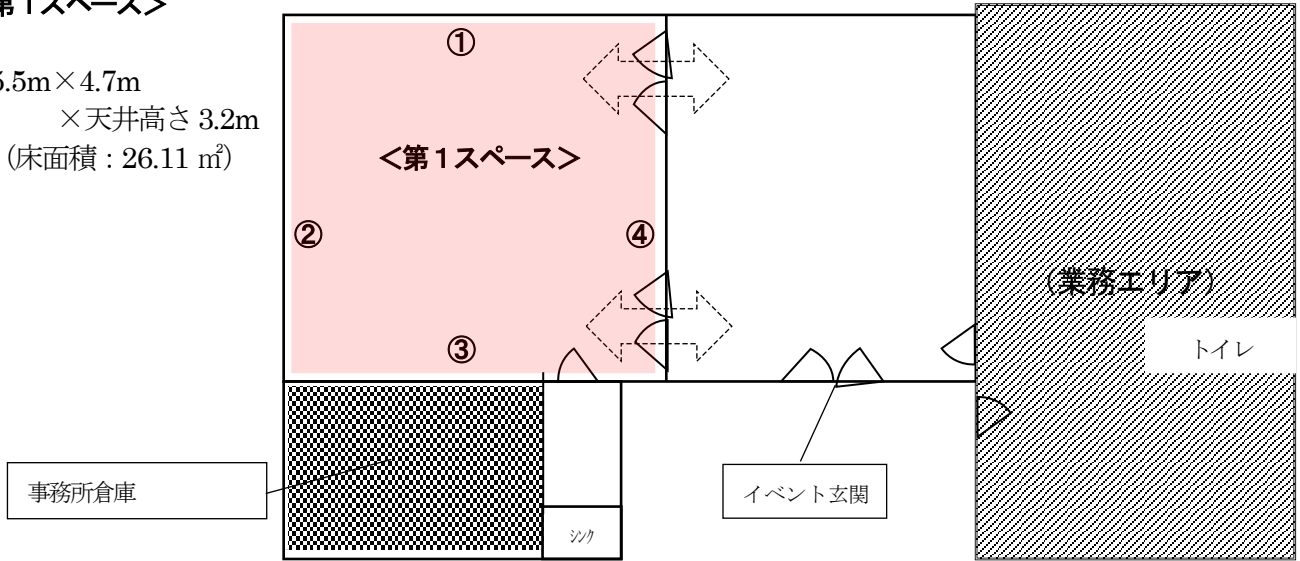 第1スペース＞
5.5m×4.7m
×天井高さ 3.2m
(床面積：26.11 ㎡)
①
＜第１スペース＞
②
④
③
(業務エリア)
トイレ
事務所倉庫
イベント玄関
ｼﾝｸ